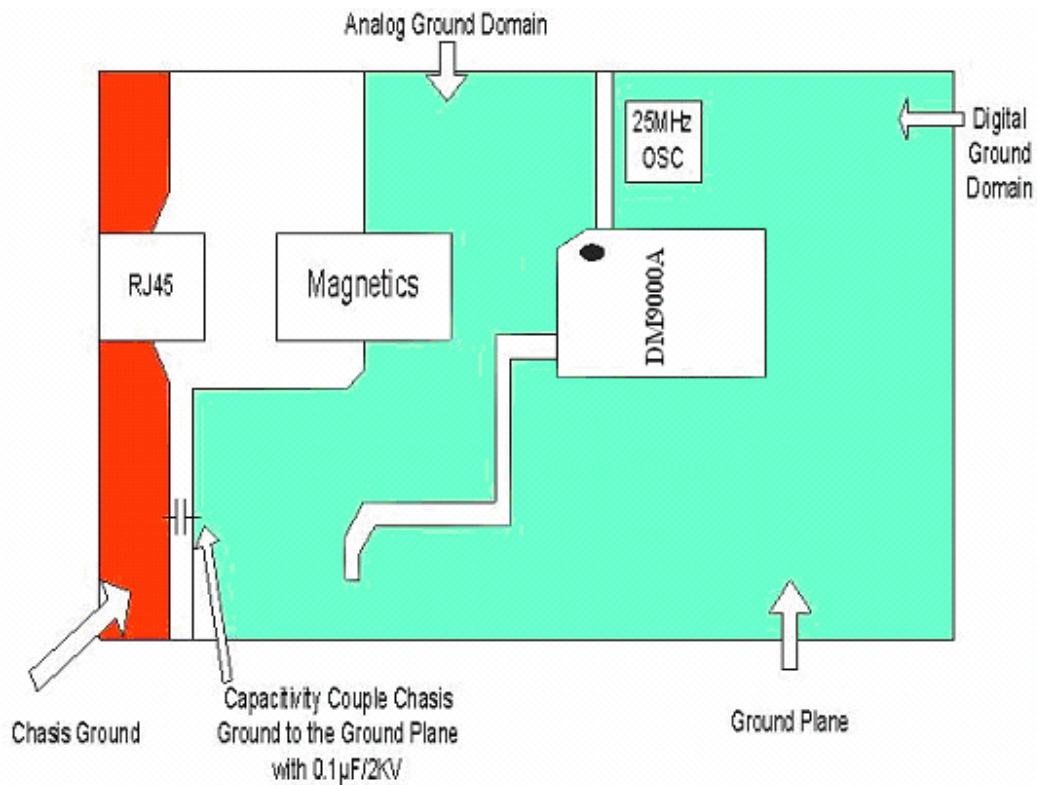 Analog Ground Domain
25MHz
OSC
Digital
Ground
Domain
RJ45
Magnetics
DM9000A
Chasis Ground
Capacitivity Couple Chasis
Ground to the Ground Plane
with 0.1µF/2KV
Ground Plane